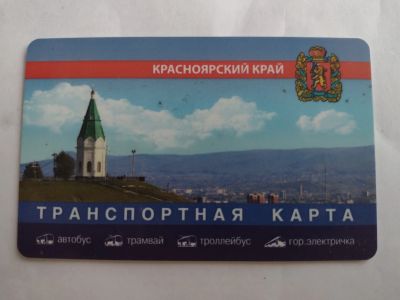 КРАСНОЯРСКИЙ КРАЙ
ТРАНСПОРТНАЯ КАРТА
автобус трамвай троллейбус гор.электричка